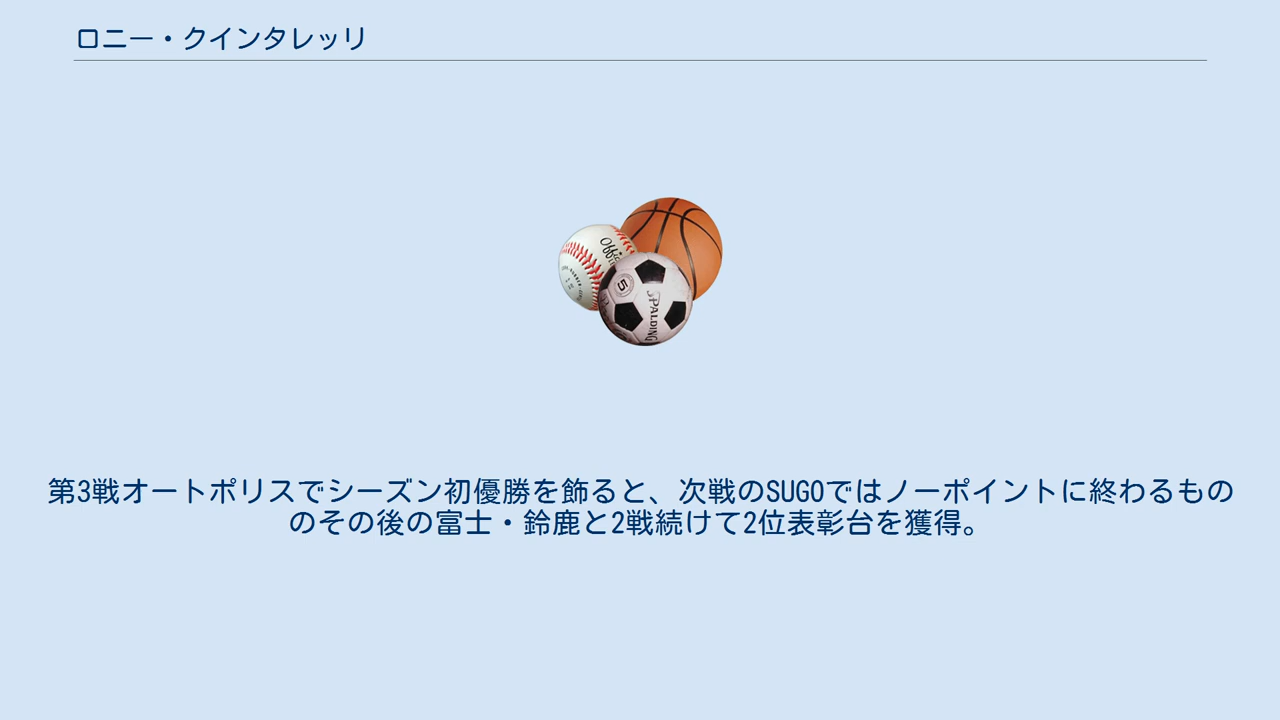 ロニー・クインタレッリ
Offic
5
SPALDING
第3戦オートポリスでシーズン初優勝を飾ると、次戦のSUGOではノーポイントに終わるもの
のその後の富士・鈴鹿と2戦続けて2位表彰台を獲得。